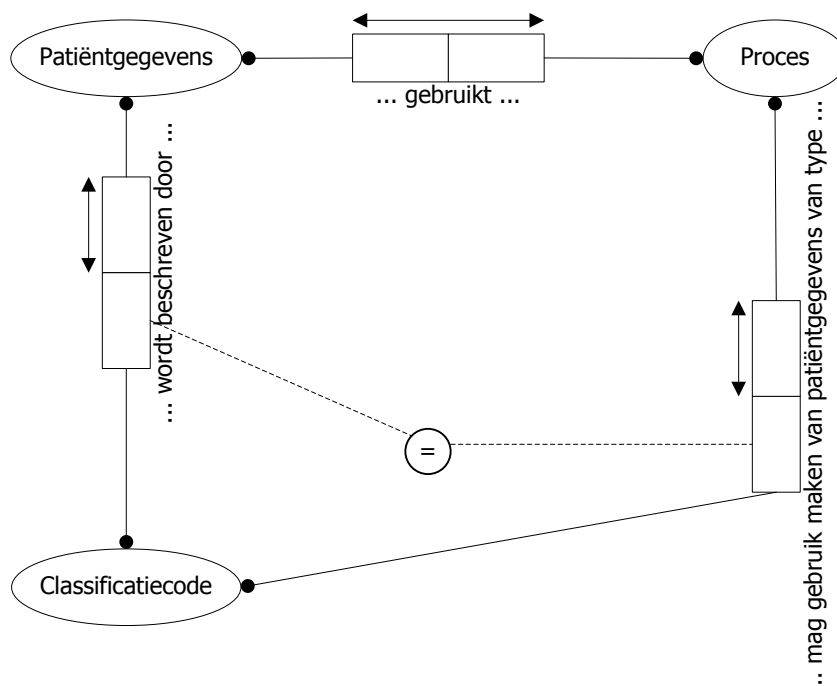 Patiëntgegevens
Proces
... gebruikt ...
... wordt beschreven door ...
... mag gebruik maken van patiëntgegevens van type ...
=
Classificatiecode